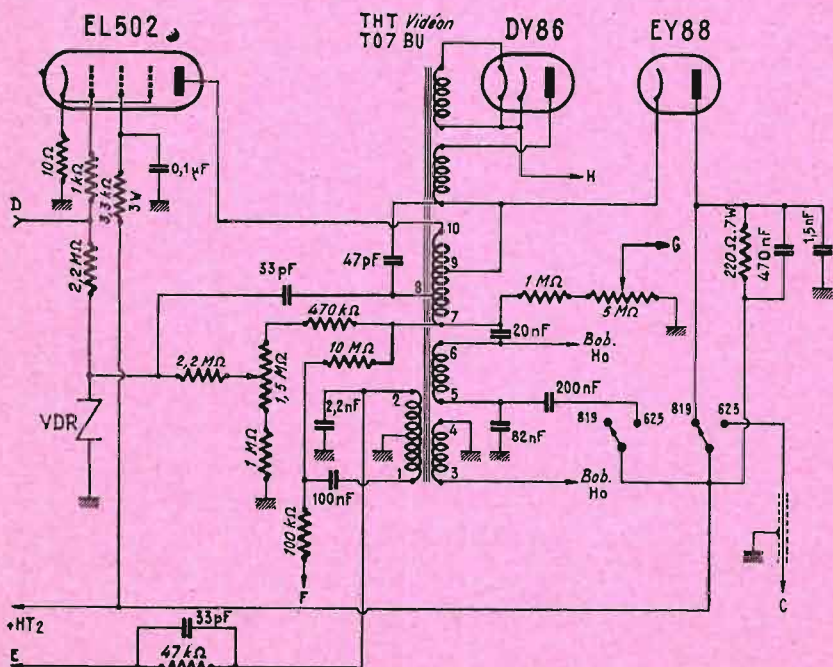 EL502
THT Vidéon
T07 BU
DY86
EY88
10Ω
1kΩ
3,3kΩ
3W
0,1µF
D
2,2MΩ
H
10
9
8
7
47pF
33pF
470kΩ
10MΩ
1MΩ
5MΩ
G
220Ω.7W
470nF
1,5nF
20nF
6
Bob.
Ho
2,2MΩ
1,5MΩ
1MΩ
VDR
2,2nF
2
1
5
4
3
200nF
82nF
819
625
819
625
100nF
Bob.
Ho
100kΩ
F
C
+HT2
33pF
E
47kΩ